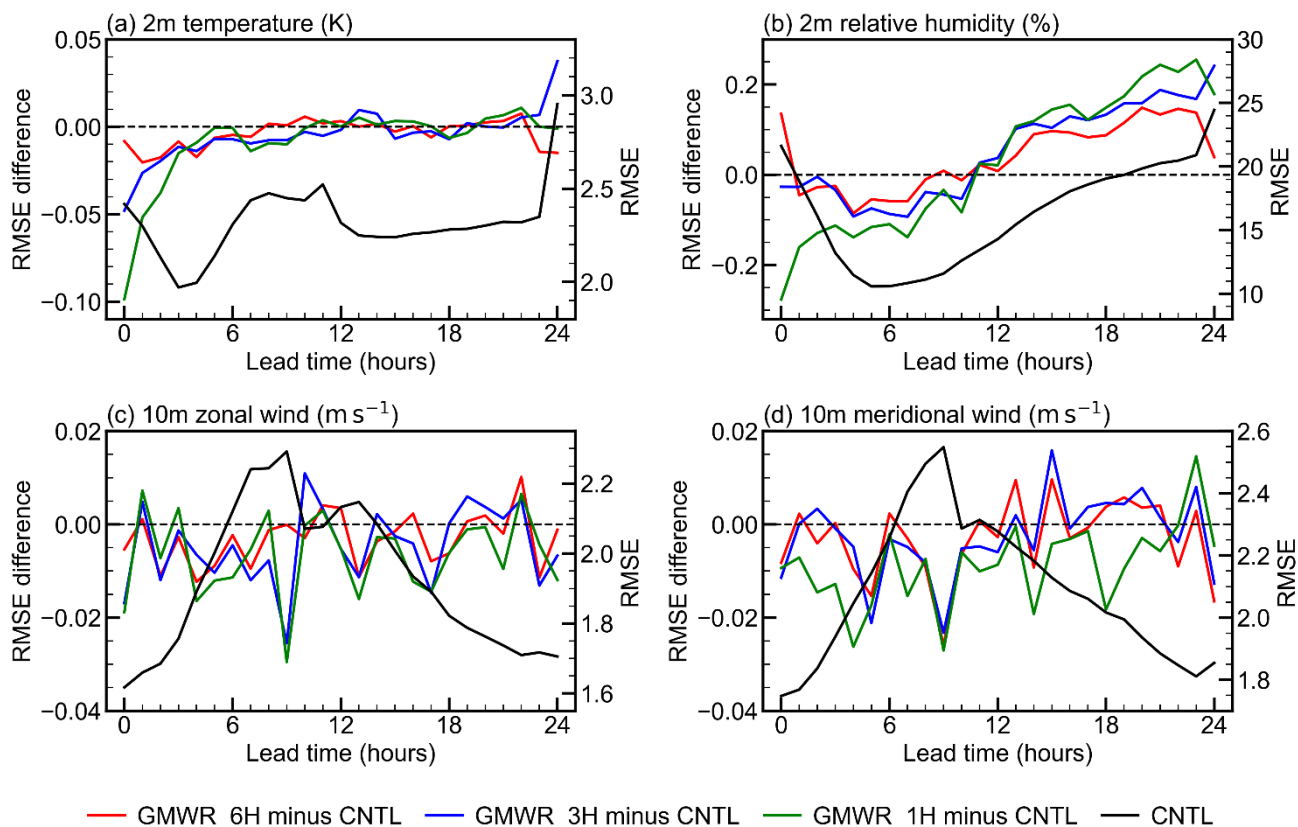 (a) 2m temperature (K)
0.05
0.00
−0.05
−0.10
RMSE difference
3.0
2.5
2.0
RMSE
0 6 12 18 24
Lead time (hours)
(b) 2m relative humidity (%)
0.2
0.0
−0.2
RMSE difference
30
25
20
15
10
RMSE
0 6 12 18 24
Lead time (hours)
(c) 10m zonal wind (m s⁻¹)
0.02
0.00
−0.02
−0.04
RMSE difference
2.2
2.0
1.8
1.6
RMSE
0 6 12 18 24
Lead time (hours)
(d) 10m meridional wind (m s⁻¹)
0.02
0.00
−0.02
−0.04
RMSE difference
2.6
2.4
2.2
2.0
1.8
RMSE
0 6 12 18 24
Lead time (hours)
GMWR 6H minus CNTL GMWR 3H minus CNTL GMWR 1H minus CNTL CNTL